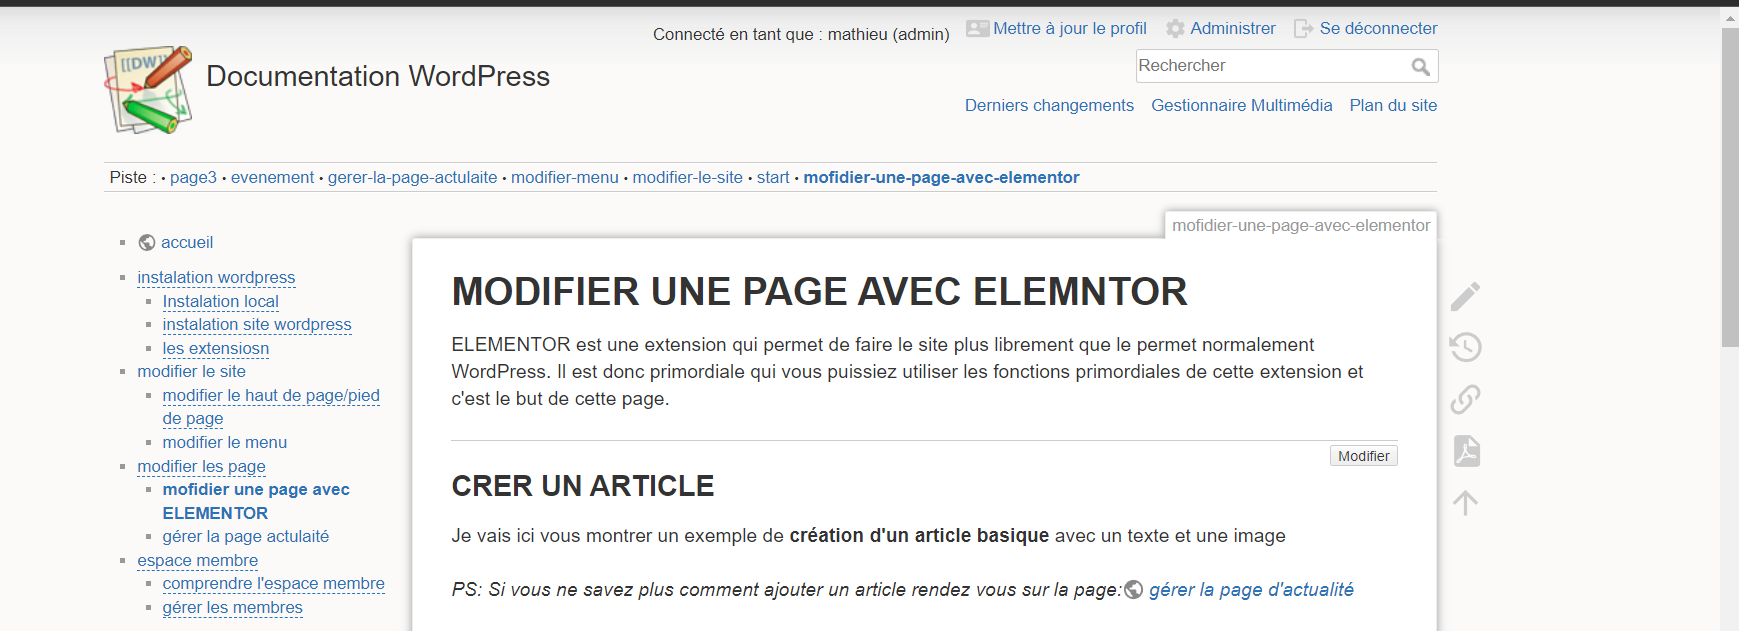 Connecté en tant que : mathieu (admin) Mettre à jour le profil Administrer Se déconnecter
[[DW]]
Documentation WordPress
Rechercher
Derniers changements Gestionnaire Multimédia Plan du site
Piste : • page3 • evenement • gerer-la-page-actulaite • modifier-menu • modifier-le-site • start • mofidier-une-page-avec-elementor
mofidier-une-page-avec-elementor
accueil
instalation wordpress
Instalation local
instalation site wordpress
les extensiosn
modifier le site
modifier le haut de page/pied
de page
modifier le menu
modifier les page
mofidier une page avec
ELEMENTOR
gérer la page actulaité
espace membre
comprendre l'espace membre
gérer les membres
MODIFIER UNE PAGE AVEC ELEMNTOR
ELEMENTOR est une extension qui permet de faire le site plus librement que le permet normalement
WordPress. Il est donc primordiale qui vous puissiez utiliser les fonctions primordiales de cette extension et
c'est le but de cette page.
Modifier
CRER UN ARTICLE
Je vais ici vous montrer un exemple de création d'un article basique avec un texte et une image
PS: Si vous ne savez plus comment ajouter un article rendez vous sur la page: gérer la page d'actualité